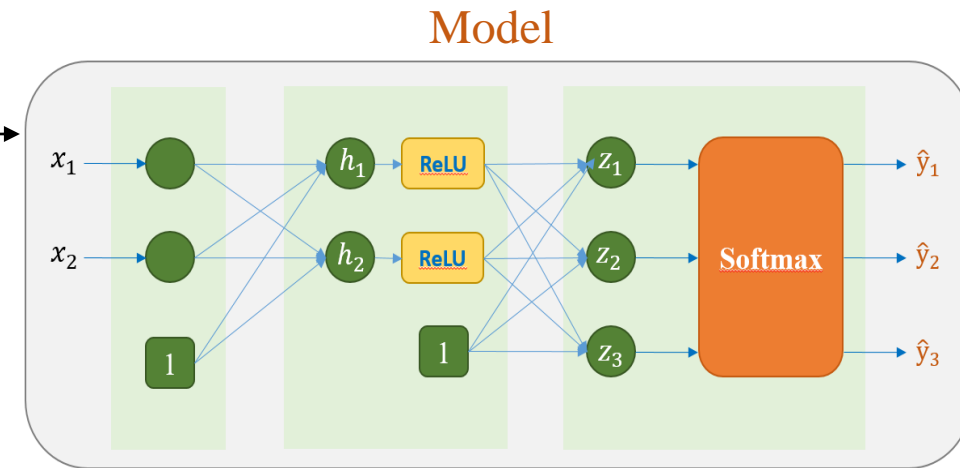 Model
x₁ h₁ ReLU z₁ ŷ₁
x₂ h₂ ReLU z₂ Softmax ŷ₂
1 1 z₃ ŷ₃